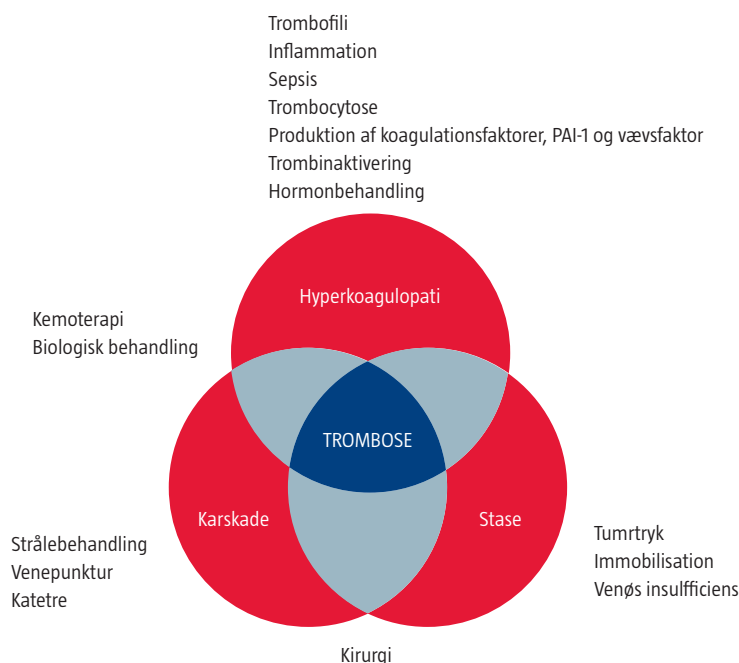 Trombofili
Inflammation
Sepsis
Trombocytose
Produktion af koagulationsfaktorer, PAI-1 og vævsfaktor
Trombinaktivering
Hormonbehandling
Hyperkoagulopati
Kemoterapi
Biologisk behandling
TROMBOSE
Karskade
Stase
Strålebehandling
Venepunktur
Katetre
Tumrtryk
Immobilisation
Venøs insulfficiens
Kirurgi